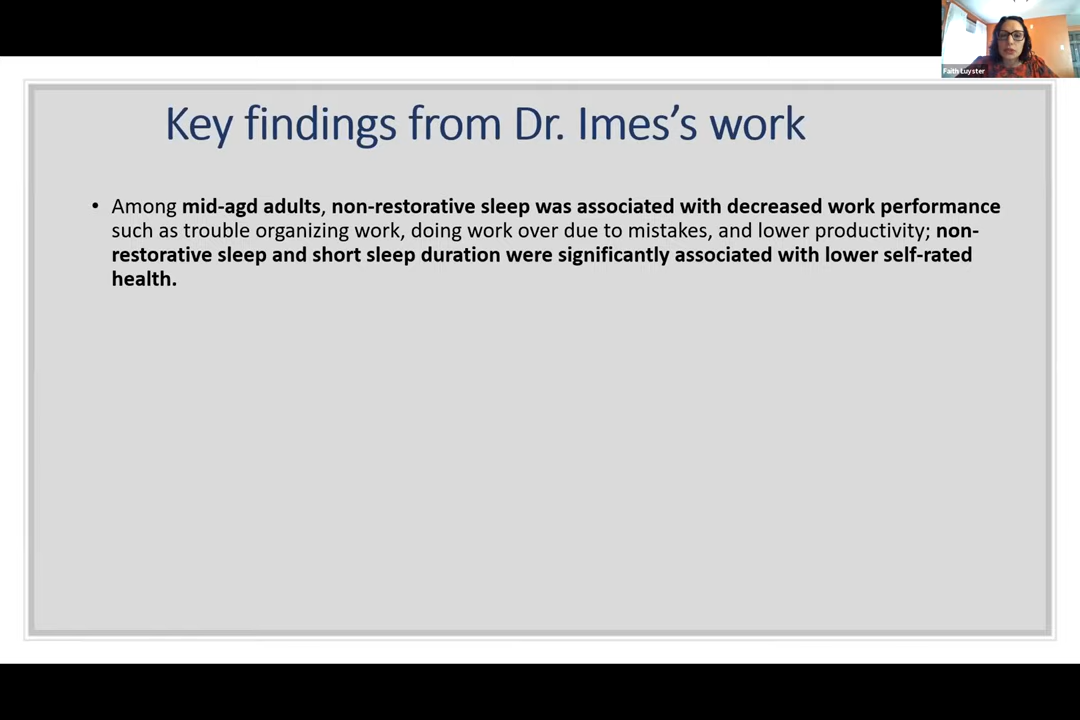 Faith Luyster
Key findings from Dr. Imes's work
• Among mid-agd adults, non-restorative sleep was associated with decreased work performance
such as trouble organizing work, doing work over due to mistakes, and lower productivity; non-
restorative sleep and short sleep duration were significantly associated with lower self-rated
health.